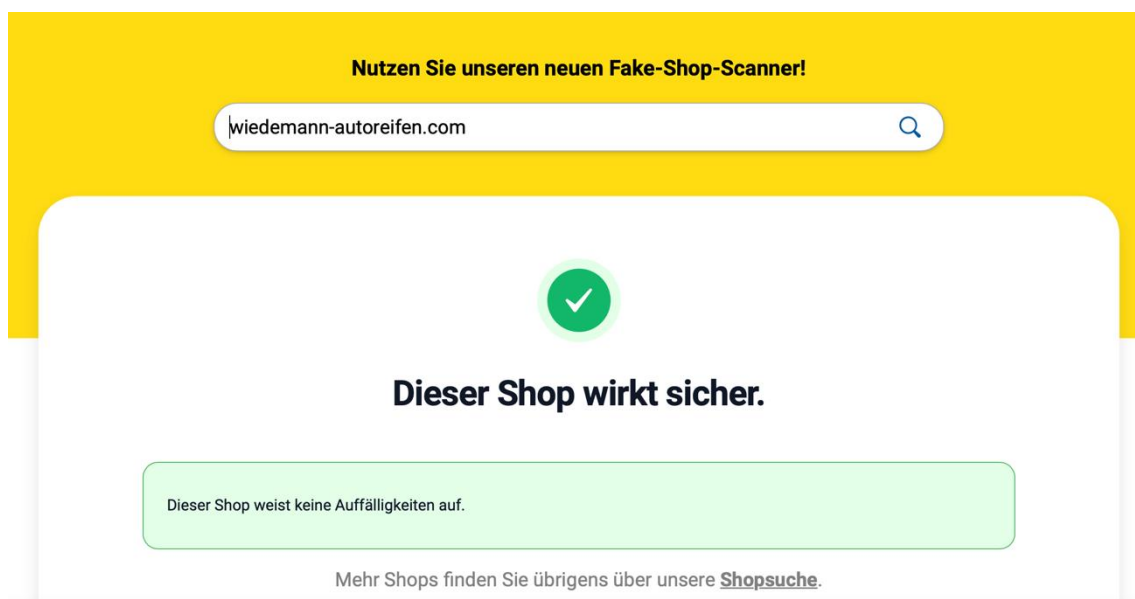 Nutzen Sie unseren neuen Fake-Shop-Scanner!
wiedemann-autoreifen.com
Dieser Shop wirkt sicher.
Dieser Shop weist keine Auffälligkeiten auf.
Mehr Shops finden Sie übrigens über unsere Shopsuche.